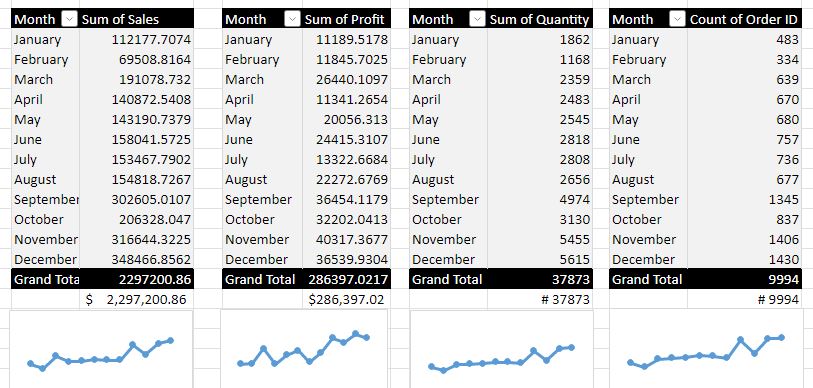 Month Sum of Sales Month Sum of Profit Month Sum of Quantity Month Count of Order ID
January 112177.7074 January 11189.5178 January 1862 January 483
February 69508.8164 February 11845.7025 February 1168 February 334
March 191078.732 March 26440.1097 March 2359 March 639
April 140872.5408 April 11341.2654 April 2483 April 670
May 143190.7379 May 20056.313 May 2545 May 680
June 158041.5725 June 24415.3107 June 2818 June 757
July 153467.7902 July 13322.6684 July 2808 July 736
August 154818.7267 August 22272.6769 August 2656 August 677
September 302605.0107 September 36454.1179 September 4974 September 1345
October 206328.047 October 32202.0413 October 3130 October 837
November 316644.3225 November 40317.3677 November 5455 November 1406
December 348466.8562 December 36539.9304 December 5615 December 1430
Grand Tota 2297200.86 Grand Total 286397.0217 Grand Total 37873 Grand Total 9994
$ 2,297,200.86 $286,397.02 # 37873 # 9994